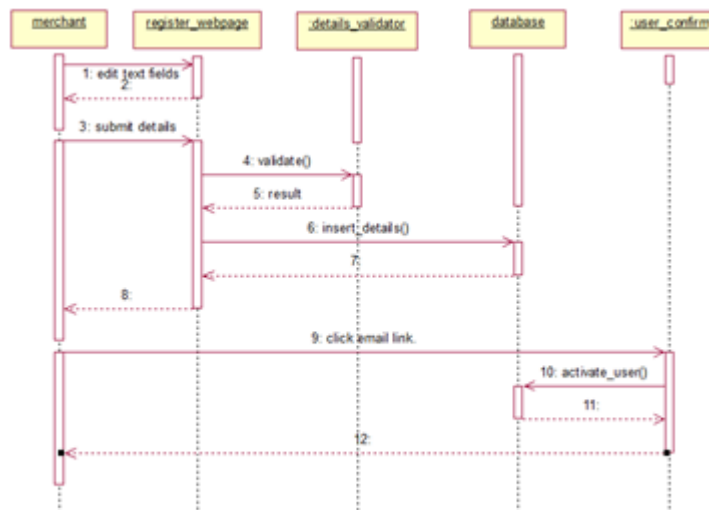 merchant
register_webpage
:details_validator
database
:user_confirm
1: edit text fields
2:
3: submit details
4: validate()
5: result
6: insert_details()
7:
8:
9: click email link.
10: activate_user()
11:
12: